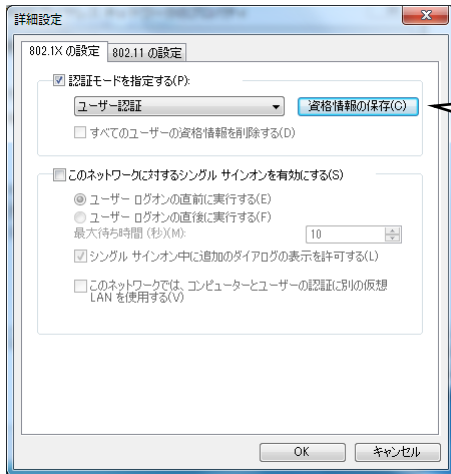 詳細設定
802.1X の設定 802.11 の設定
認証モードを指定する(P):
ユーザー認証 資格情報の保存(C)
すべてのユーザーの資格情報を削除する(D)
このネットワークに対するシングル サインオンを有効にする(S)
ユーザー ログオンの直前に実行する(E)
ユーザー ログオンの直後に実行する(F)
最大待ち時間 (秒)(M): 10
シングル サインオン中に追加のダイアログの表示を許可する(L)
このネットワークでは、コンピューターとユーザーの認証に別の仮想
LAN を使用する(V)
OK キャンセル